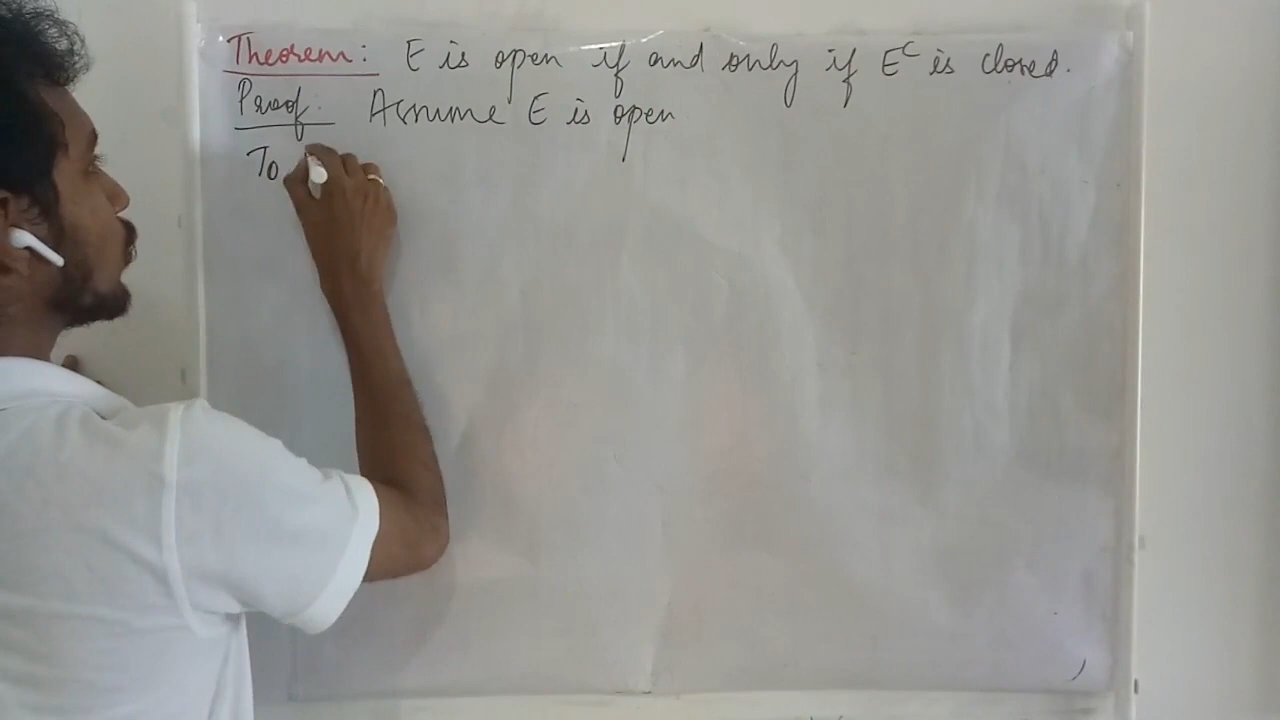 Theorem: E is open if and only if E^c is closed.
Proof: Assume E is open
To